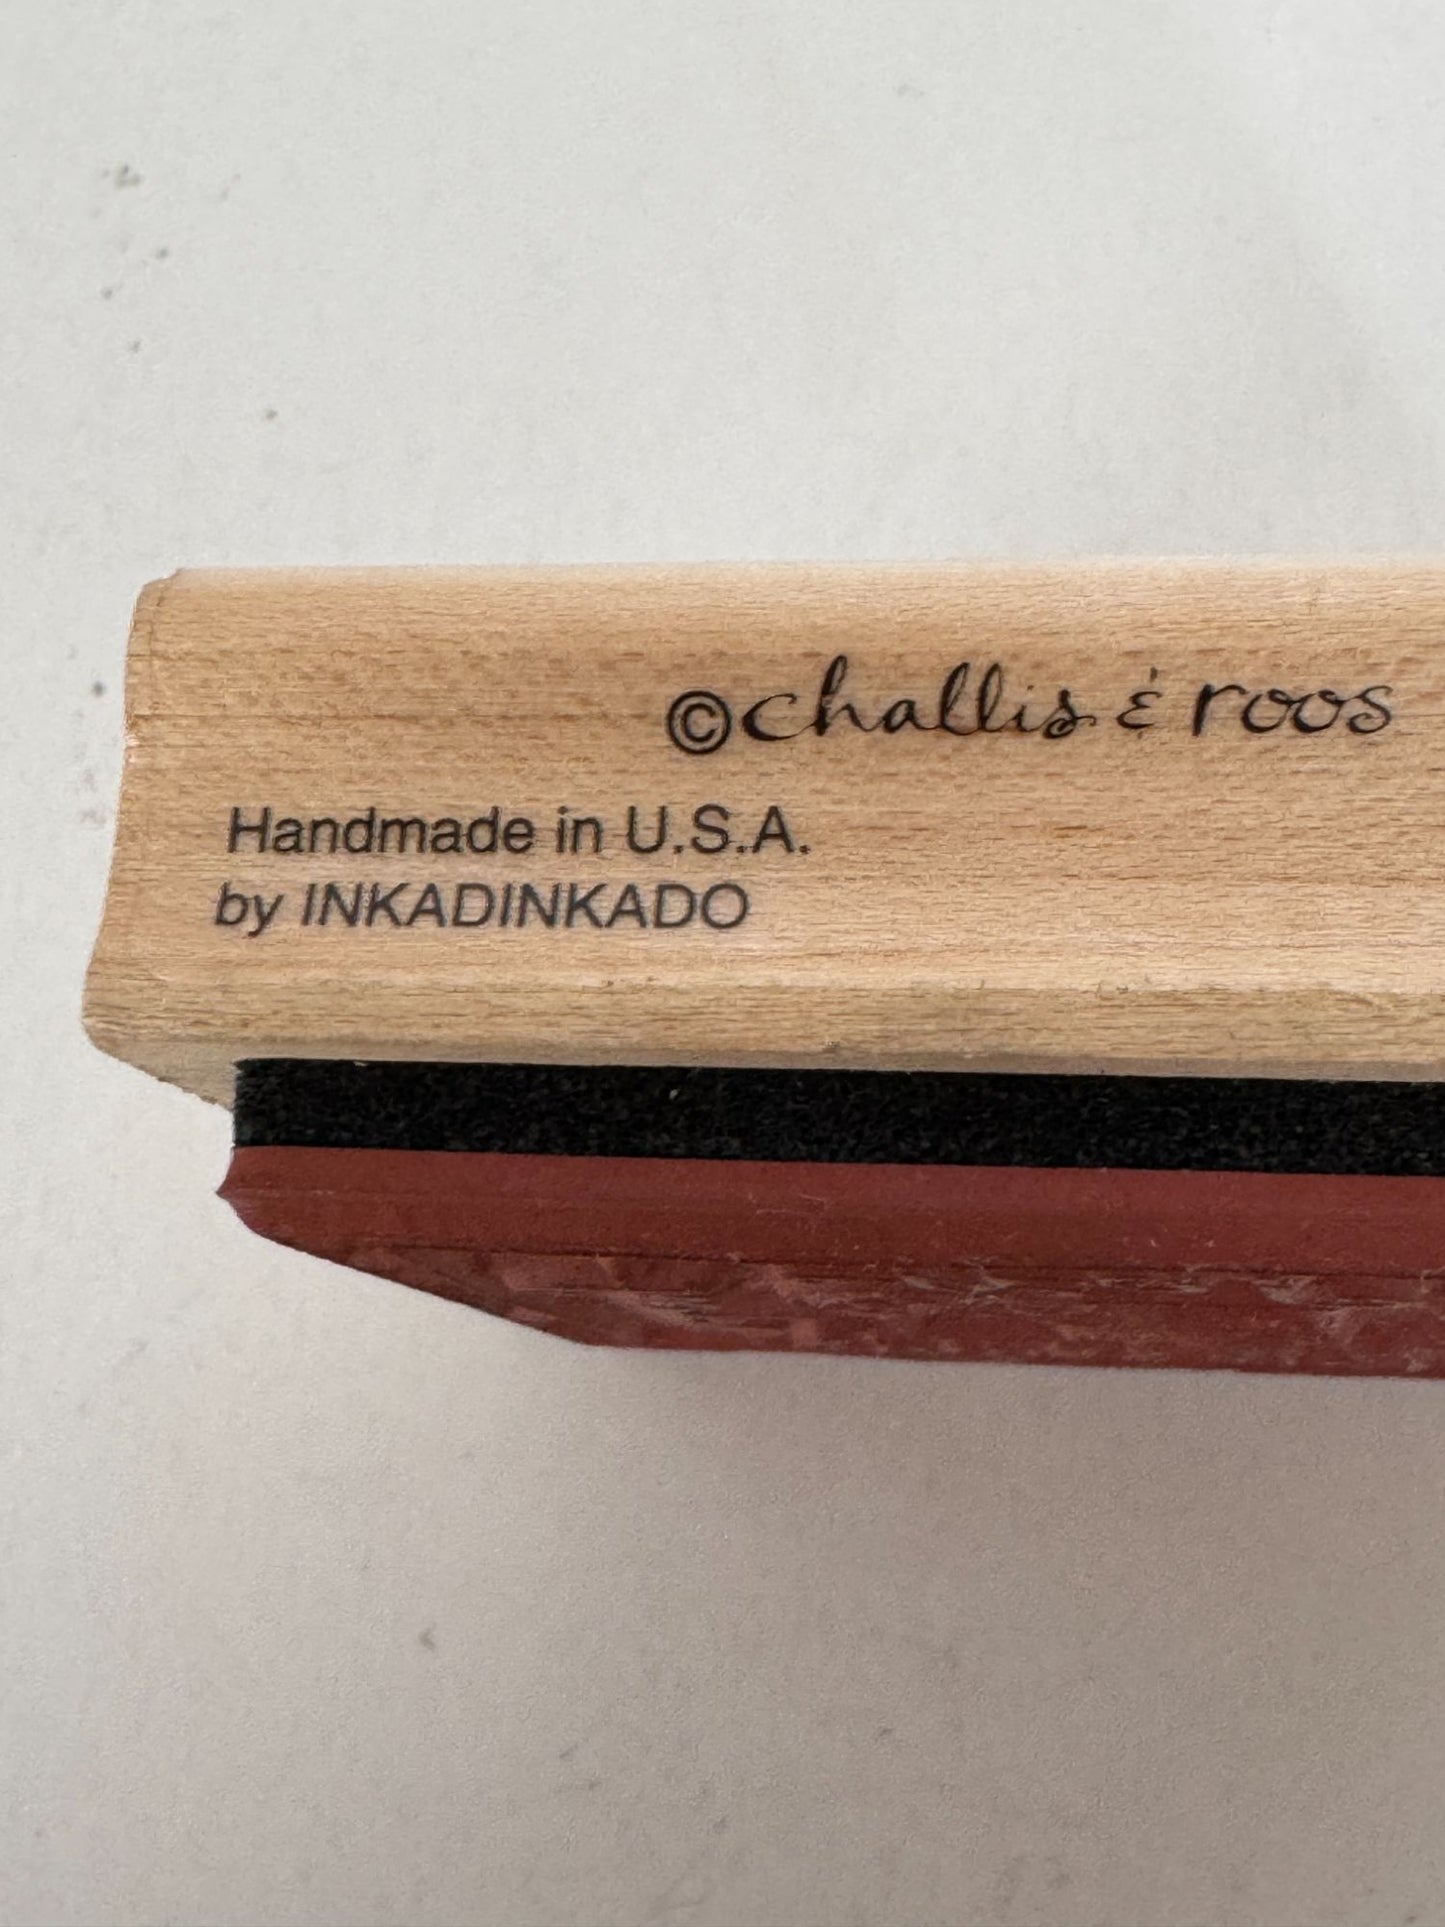 ©challis & roos
Handmade in U.S.A.
by INKADINKADO